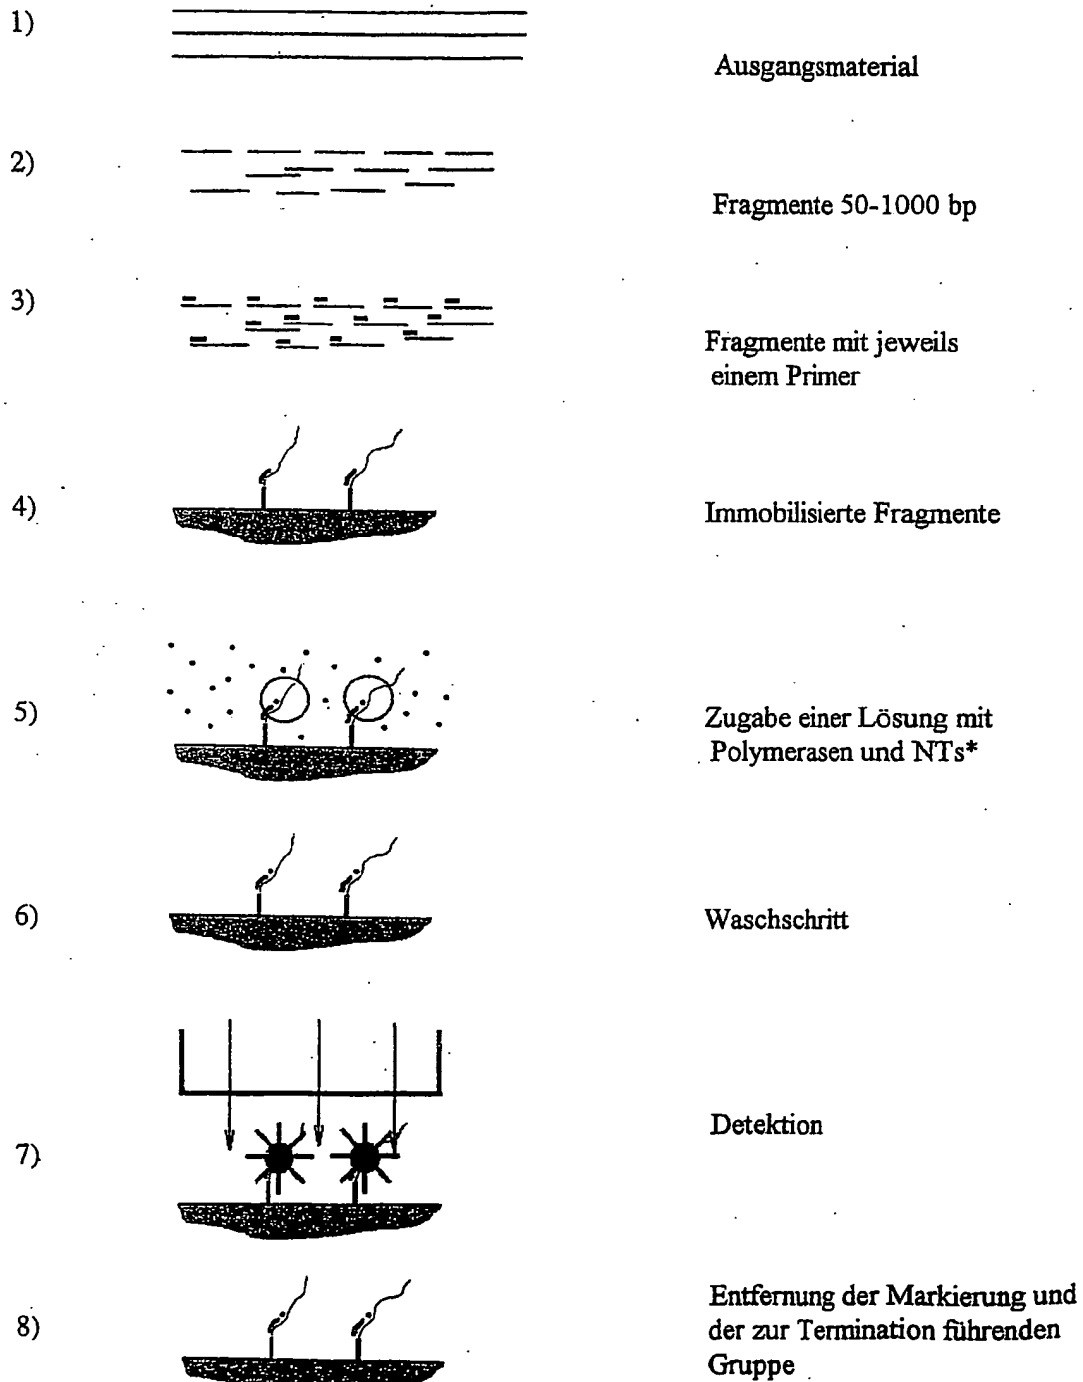 1)
Ausgangsmaterial
2)
Fragmente 50-1000 bp
3)
Fragmente mit jeweils
einem Primer
4)
Immobilisierte Fragmente
5)
Zugabe einer Lösung mit
Polymerasen und NTs*
6)
Waschschritt
Detektion
7)
8)
Entfernung der Markierung und
der zur Termination führenden
Gruppe